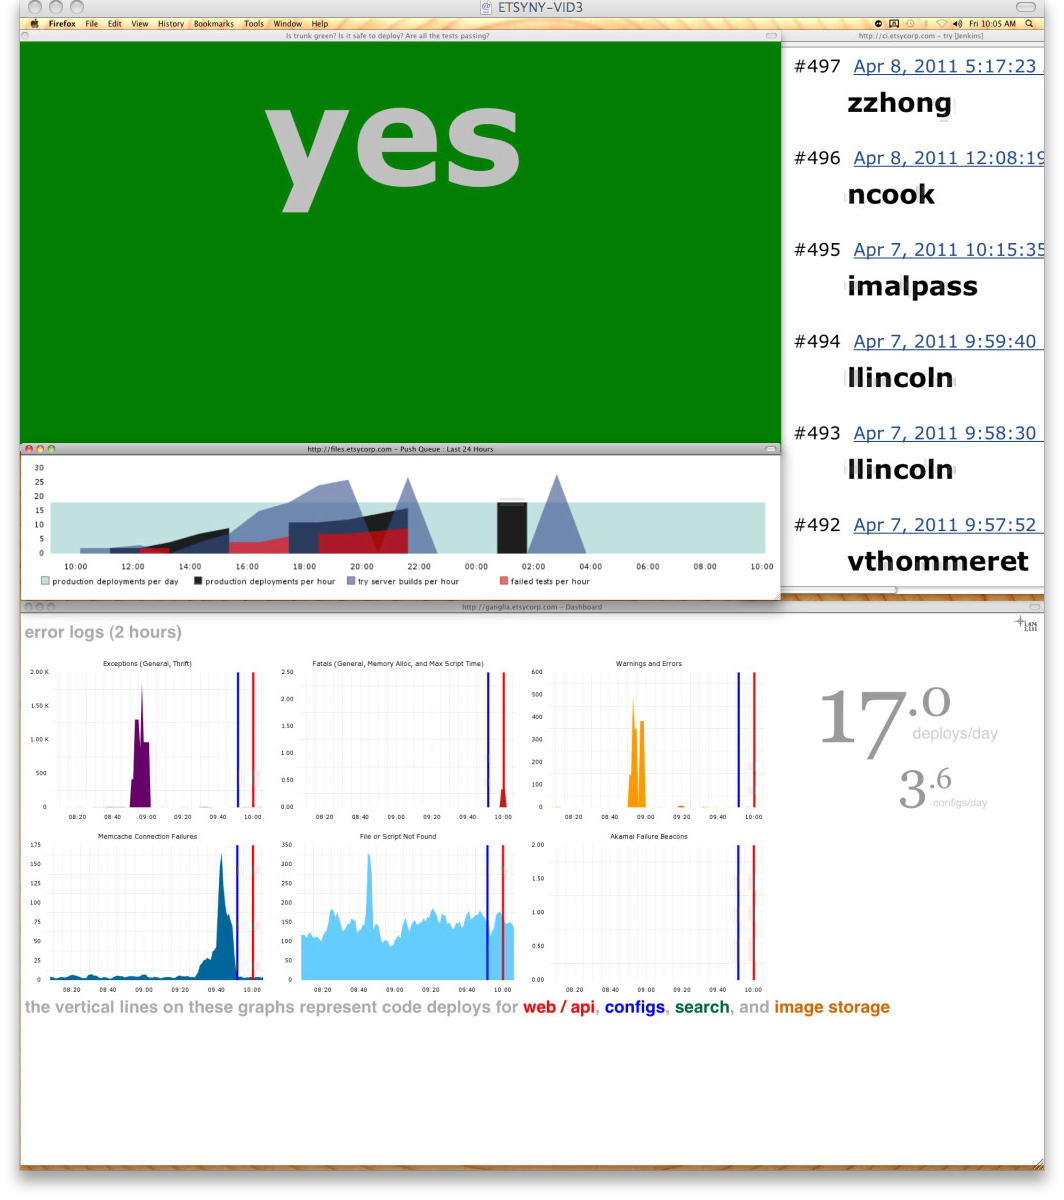 ETSYNY-VID3
Firefox File Edit View History Bookmarks Tools Window Help Fri 10:05 AM
Is trunk green? Is it safe to deploy? Are all the tests passing?
yes
http://ci.etsycorp.com – try [Jenkins]
#497 Apr 8, 2011 5:17:23
zzhong
#496 Apr 8, 2011 12:08:19
ncook
#495 Apr 7, 2011 10:15:35
imalpass
#494 Apr 7, 2011 9:59:40
llincoln
#493 Apr 7, 2011 9:58:30
llincoln
#492 Apr 7, 2011 9:57:52
vthommeret
http://files.etsycorp.com – Push Queue : Last 24 Hours
30
25
20
15
10
5
0
10:00 12:00 14:00 16:00 18:00 20:00 22:00 00:00 02:00 04:00 06:00 08:00 10:00
production deployments per day production deployments per hour try server builds per hour failed tests per hour
http://ganglia.etsycorp.com – Dashboard
error logs (2 hours)
Exceptions (General, Thrift)
2.00 K
1.50 K
1.00 K
500
0
08:20 08:40 09:00 09:20 09:40 10:00
Fatals (General, Memory Alloc, and Max Script Time)
2.50
2.00
1.50
1.00
0.50
0.00
08:20 08:40 09:00 09:20 09:40 10:00
Warnings and Errors
600
500
400
300
200
100
0
08:20 08:40 09:00 09:20 09:40 10:00
17.0
deploys/day
3.6
configs/day
Memcache Connection Failures
175
150
125
100
75
50
25
0
08:20 08:40 09:00 09:20 09:40 10:00
File or Script Not Found
350
300
250
200
150
100
50
0
08:20 08:40 09:00 09:20 09:40 10:00
Akamai Failure Beacons
2.00
1.50
1.00
0.50
0.00
08:20 08:40 09:00 09:20 09:40 10:00
the vertical lines on these graphs represent code deploys for web / api, configs, search, and image storage